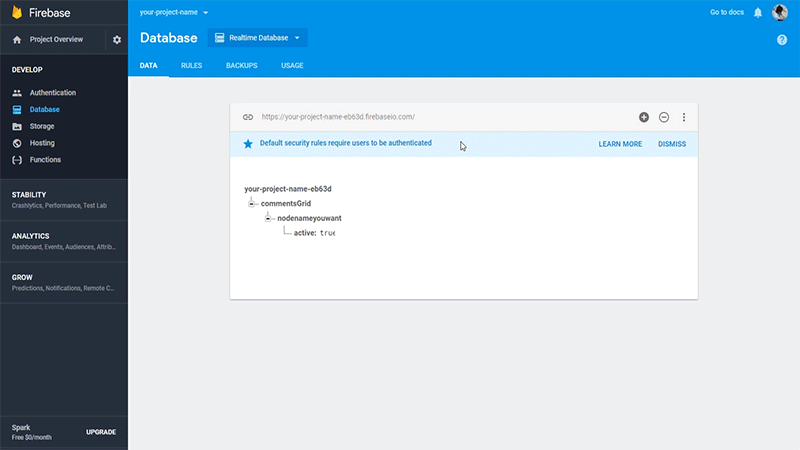 Firebase
your-project-name
Go to docs
Project Overview
Database
Realtime Database
DATA
RULES
BACKUPS
USAGE
DEVELOP
Authentication
Database
Storage
Hosting
Functions
STABILITY
Crashlytics, Performance, Test Lab
ANALYTICS
Dashboard, Events, Audiences, Attrib...
GROW
Predictions, Notifications, Remote C...
Spark
Free $0/month
UPGRADE
https://your-project-name-eb63d.firebaseio.com/
Default security rules require users to be authenticated
LEARN MORE
DISMISS
your-project-name-eb63d
commentsGrid
nodenameyouwant
active: true